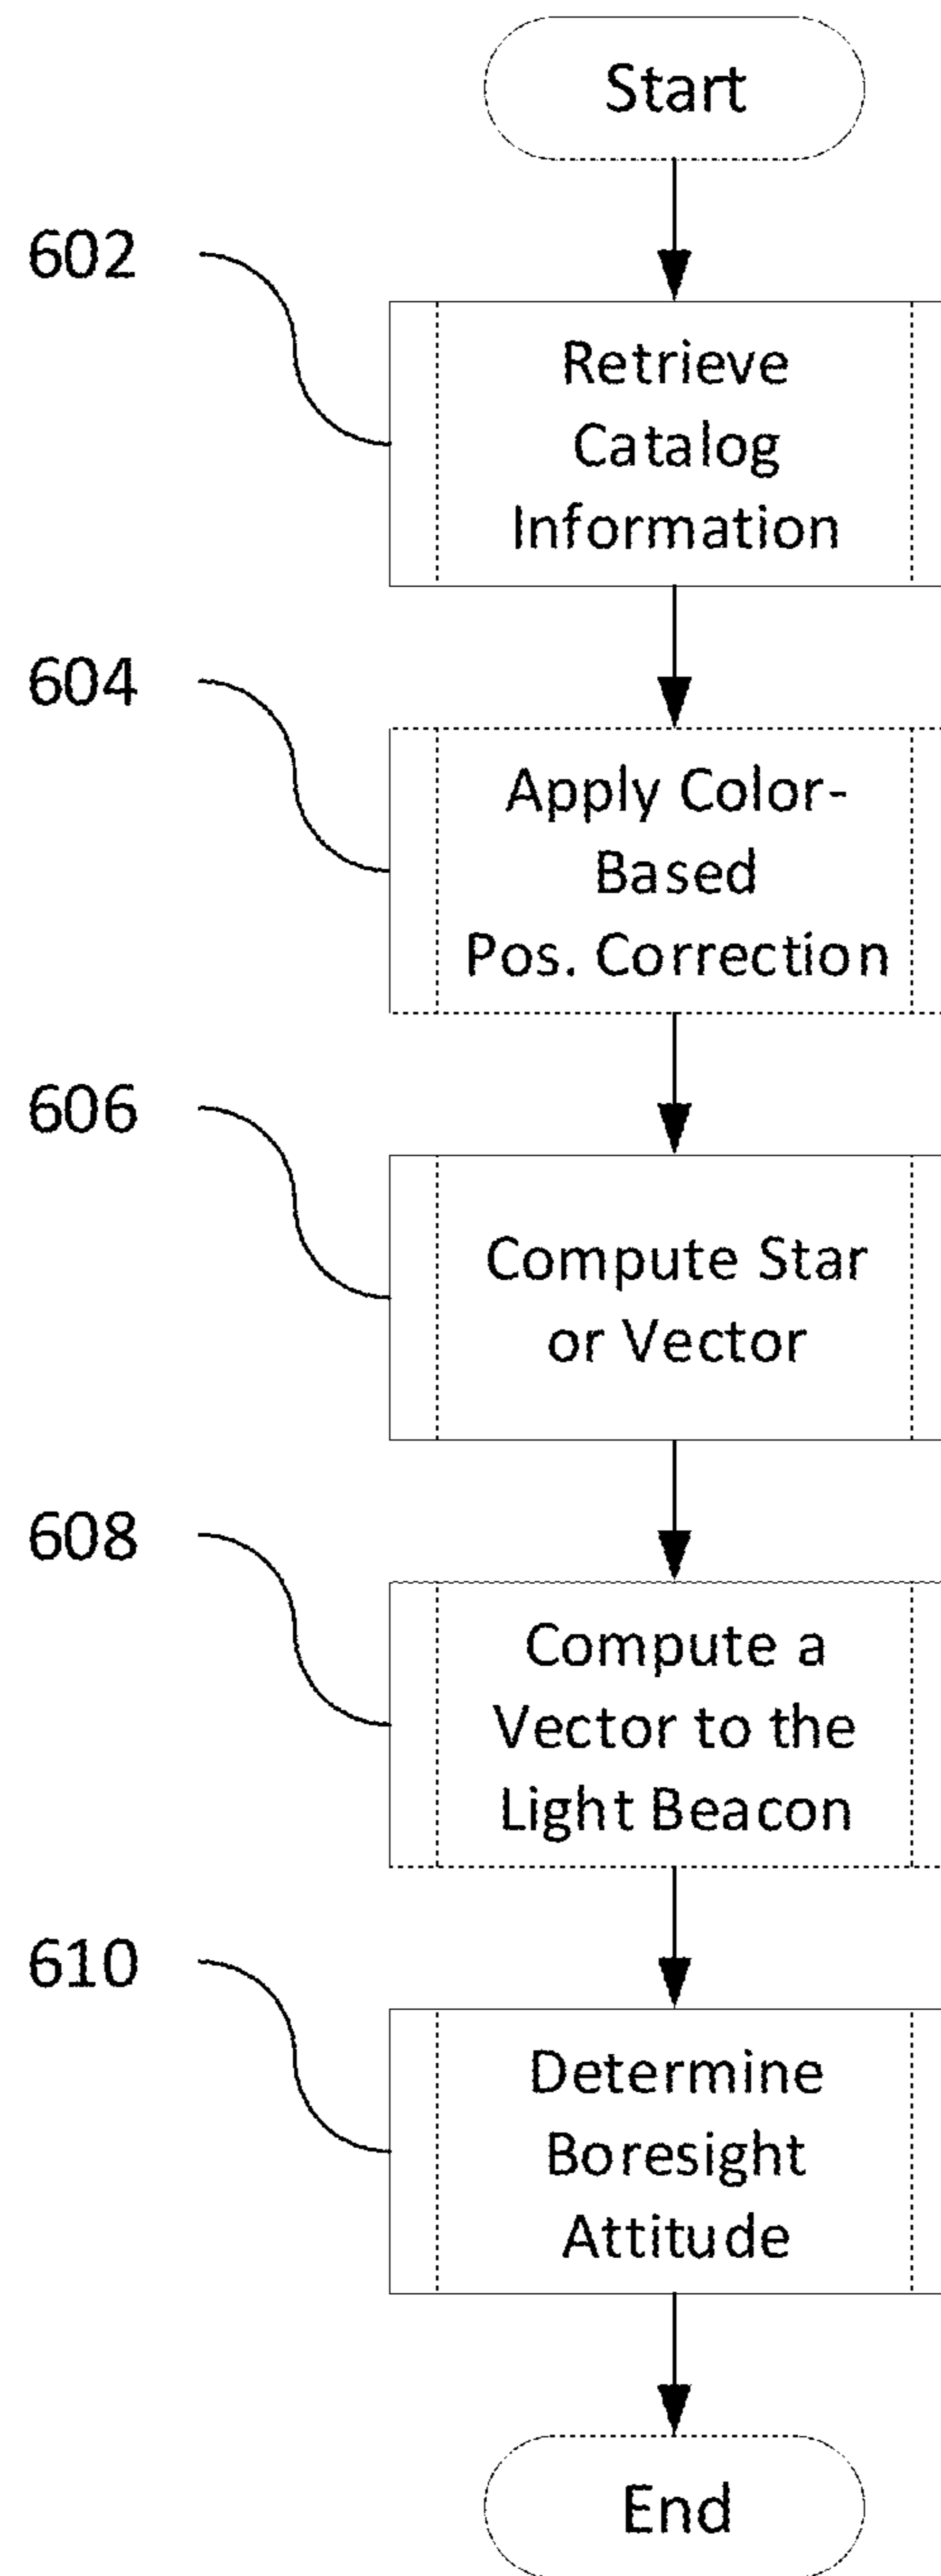 Start
602
Retrieve
Catalog
Information
604
Apply Color-
Based
Pos. Correction
606
Compute Star
or Vector
608
Compute a
Vector to the
Light Beacon
610
Determine
Boresight
Attitude
End